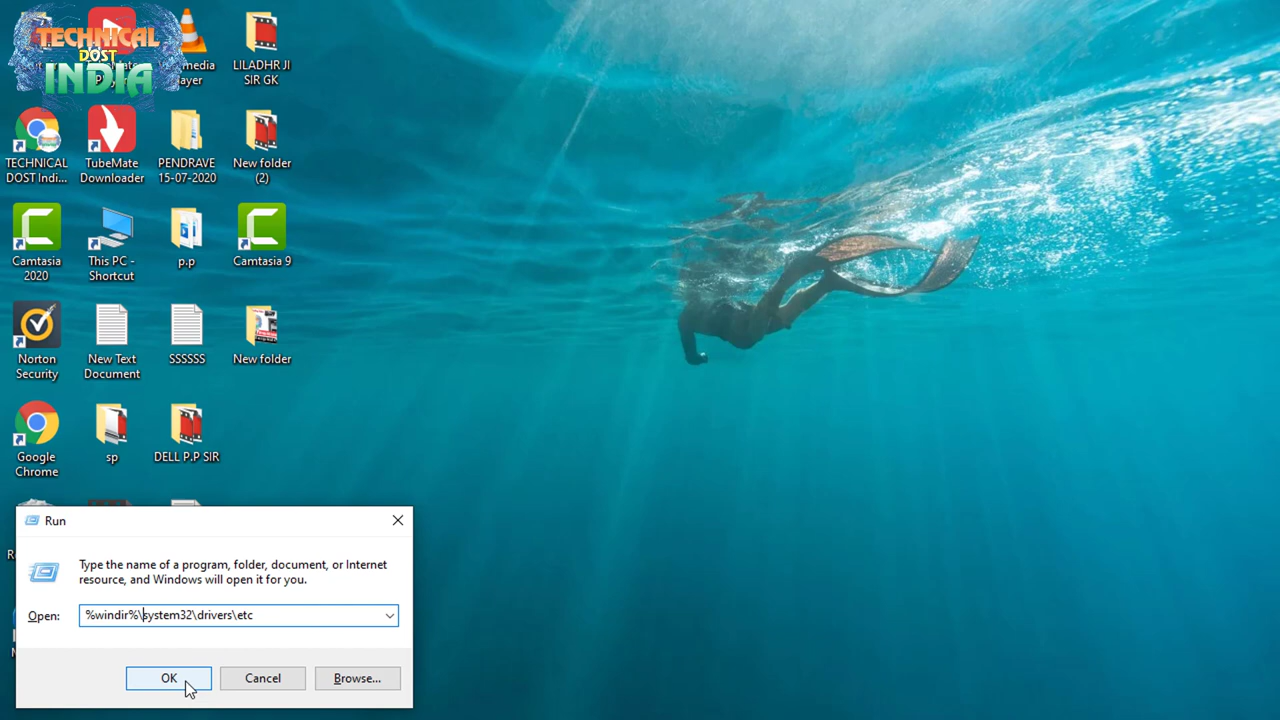 TECHNICAL
DOST
INDIA
LILADHR JI
SIR GK
TECHNICAL
DOST Indi...
TubeMate
Downloader
PENDRAVE
15-07-2020
New folder
(2)
Camtasia
2020
This PC -
Shortcut
p.p
Camtasia 9
Norton
Security
New Text
Document
SSSSSS
New folder
Google
Chrome
sp
DELL P.P SIR
Run
Type the name of a program, folder, document, or Internet
resource, and Windows will open it for you.
Open:
%windir%\system32\drivers\etc
OK
Cancel
Browse...